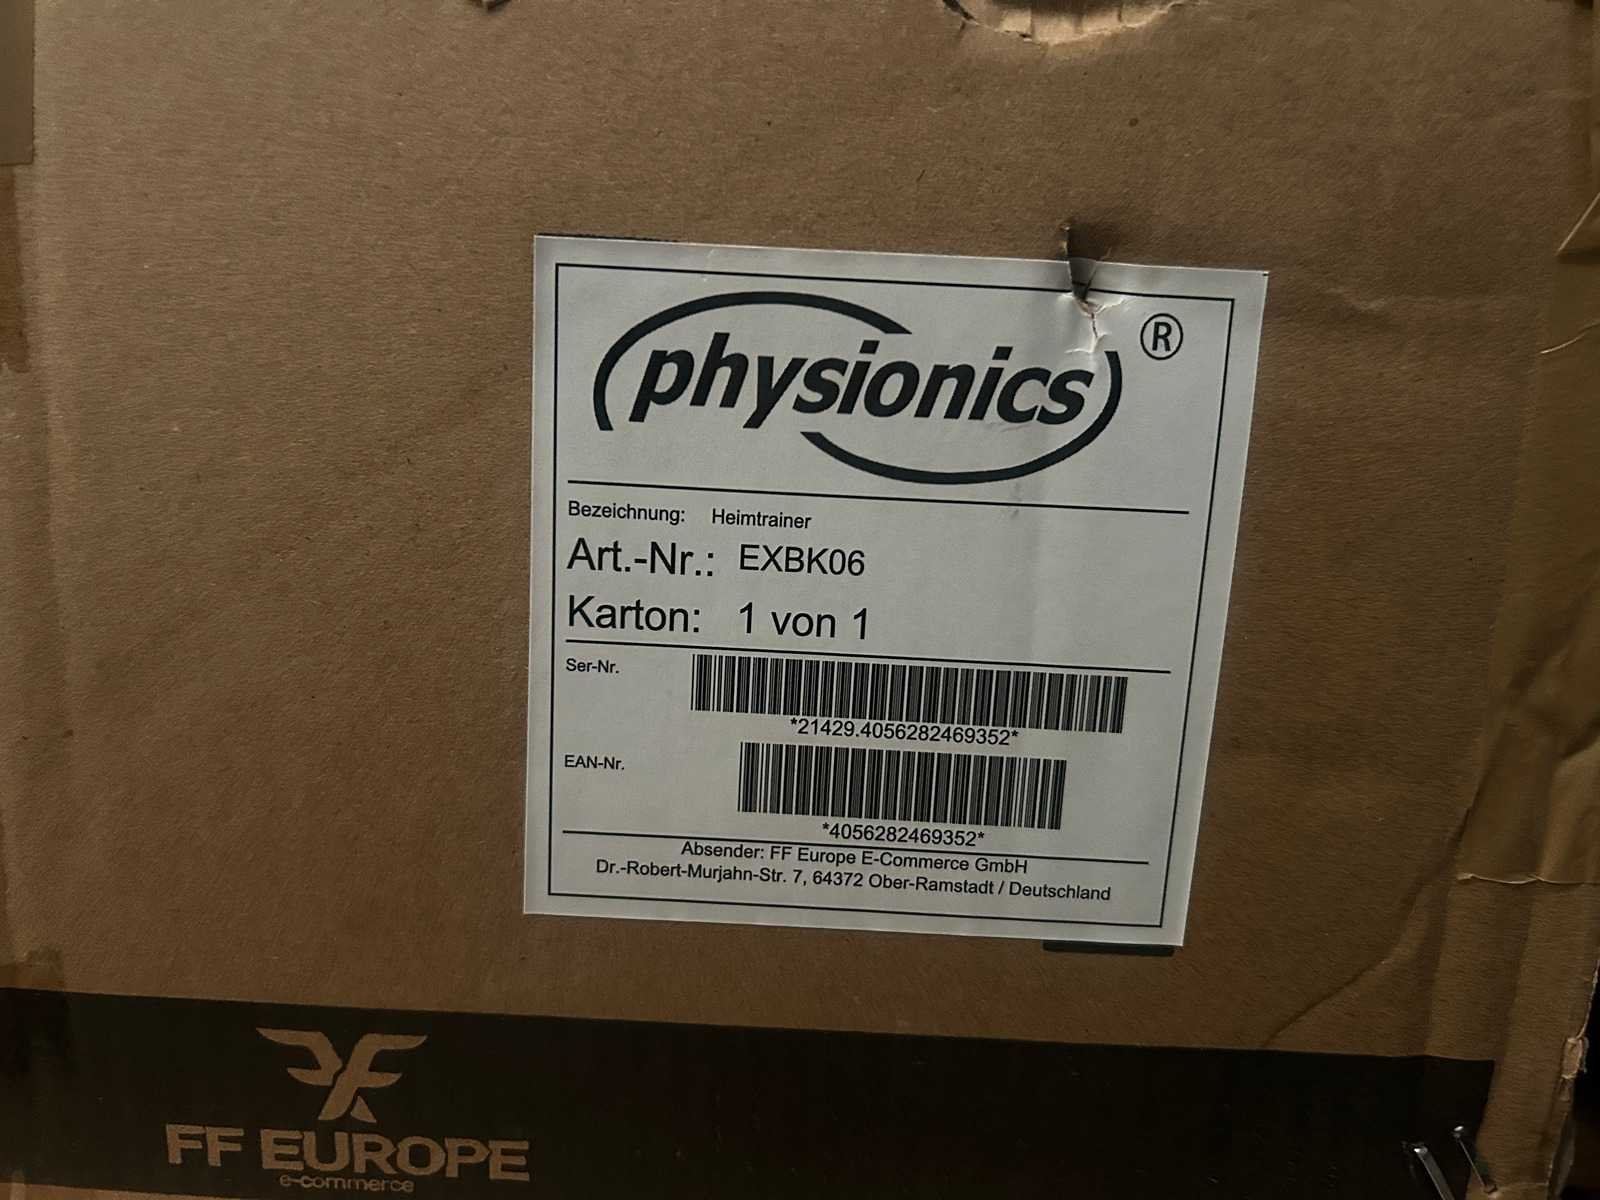 physionics®
Bezeichnung: Heimtrainer
Art.-Nr.: EXBK06
Karton: 1 von 1
Ser-Nr.
*21429.4056282469352*
EAN-Nr.
*4056282469352*
Absender: FF Europe E-Commerce GmbH
Dr.-Robert-Murjahn-Str. 7, 64372 Ober-Ramstadt / Deutschland
FF EUROPE
e-commerce